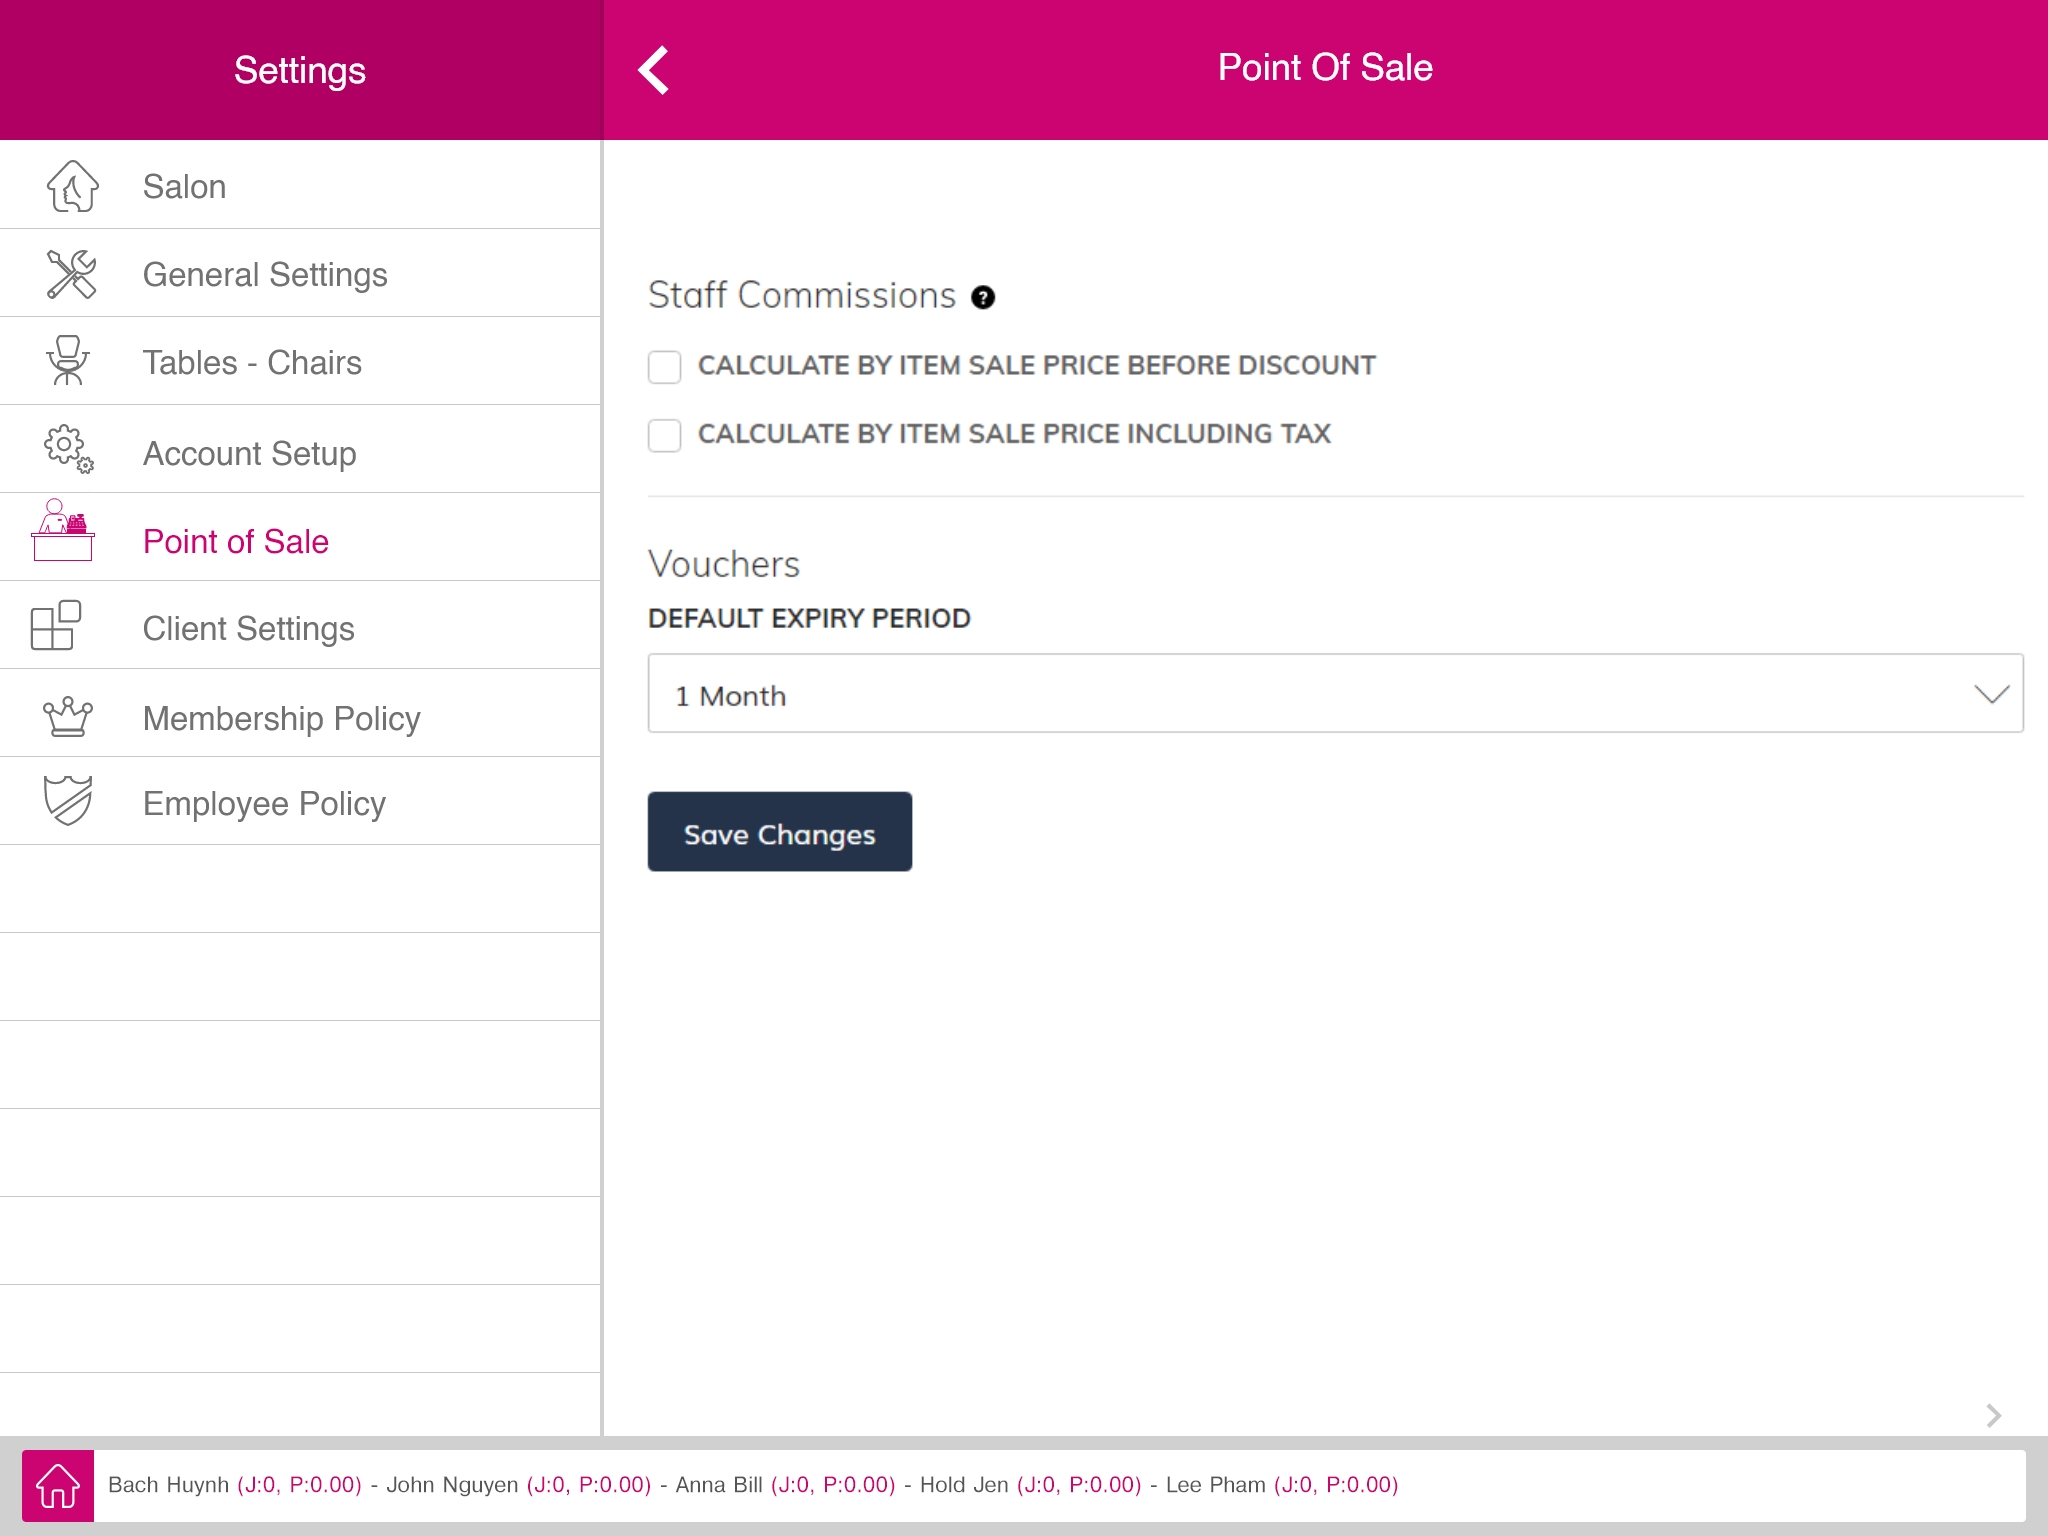 Settings
Point Of Sale
Salon
General Settings
Tables - Chairs
Account Setup
Point of Sale
Client Settings
Membership Policy
Employee Policy
Staff Commissions ?
CALCULATE BY ITEM SALE PRICE BEFORE DISCOUNT
CALCULATE BY ITEM SALE PRICE INCLUDING TAX
Vouchers
DEFAULT EXPIRY PERIOD
1 Month
Save Changes
Bach Huynh (J:0, P:0.00) - John Nguyen (J:0, P:0.00) - Anna Bill (J:0, P:0.00) - Hold Jen (J:0, P:0.00) - Lee Pham (J:0, P:0.00)